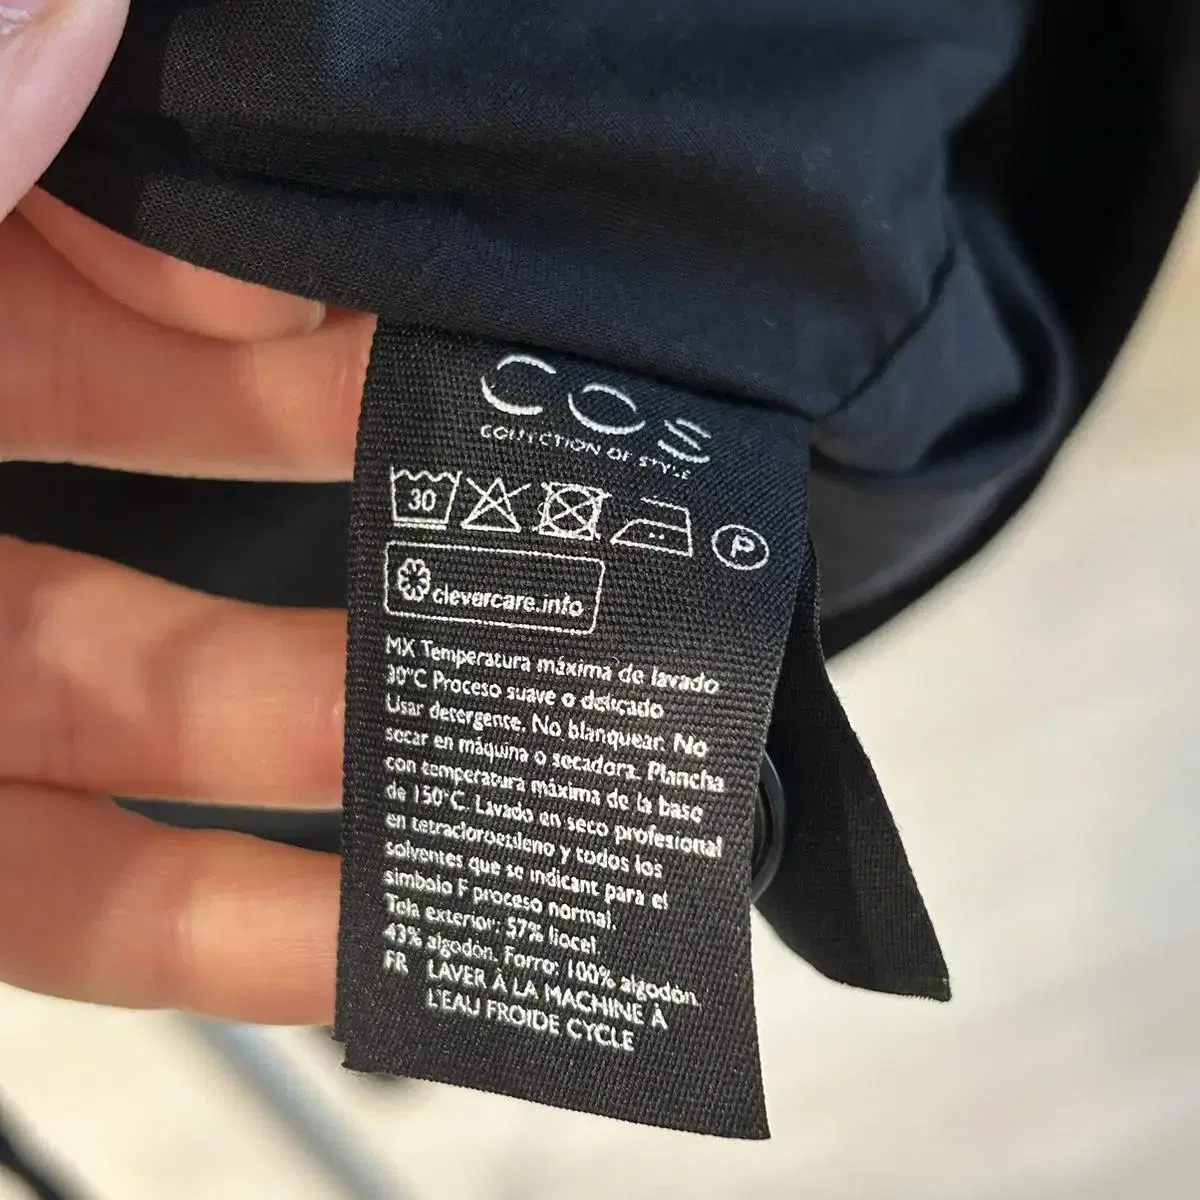 COS
COLLECTION OF STYLE
30
P
clevercare.info
MX Temperatura máxima de lavado
30°C Proceso suave o delicado
Usar detergente. No blanquear. No
secar en máquina o secadora. Plancha
con temperatura máxima de la base
de 150°C. Lavado en seco profesional
en tetracloroetileno y todos los
solventes que se indicant para el
simbolo F proceso normal.
Tela exterior: 57% liocel.
43% algodón. Forro: 100% algodón.
FR LAVER À LA MACHINE À
L'EAU FROIDE CYCLE